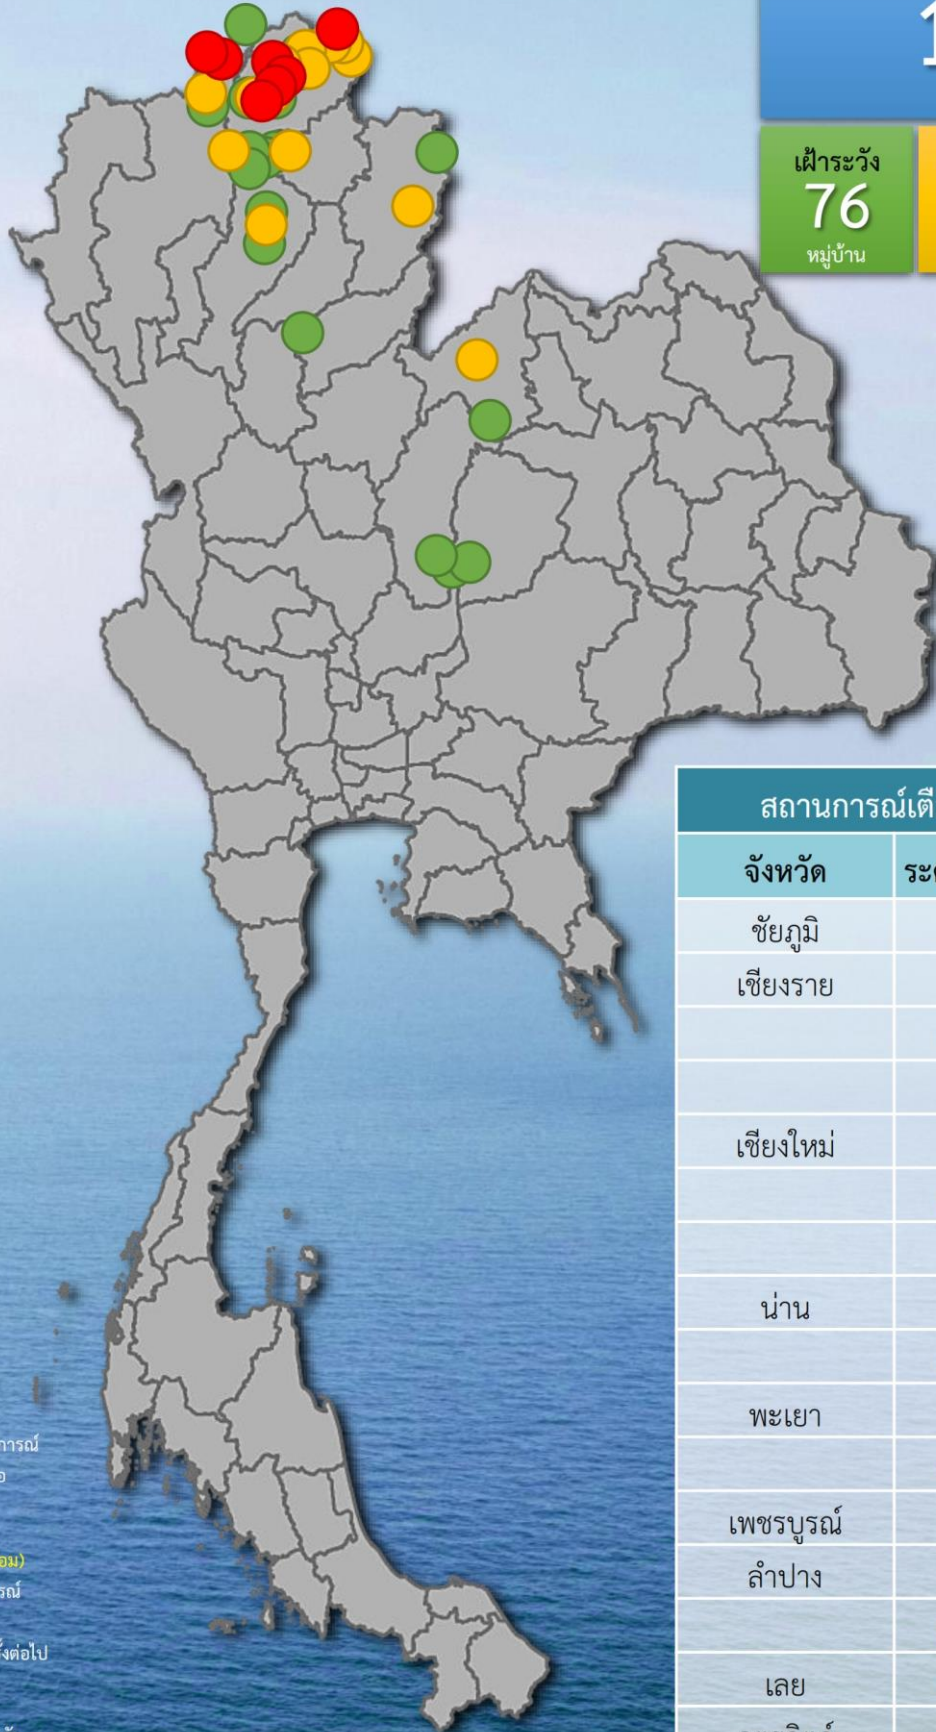 1
เฝ้าระวัง
76
หมู่บ้าน
สถานการณ์เตื
จังหวัด
ชัยภูมิ
เชียงราย
เชียงใหม่
น่าน
พะเยา
เพชรบูรณ์
ลำปาง
เลย